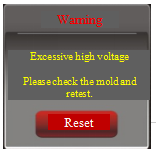 Warning
Excessive high voltage
Please check the mold and
retest.
Reset